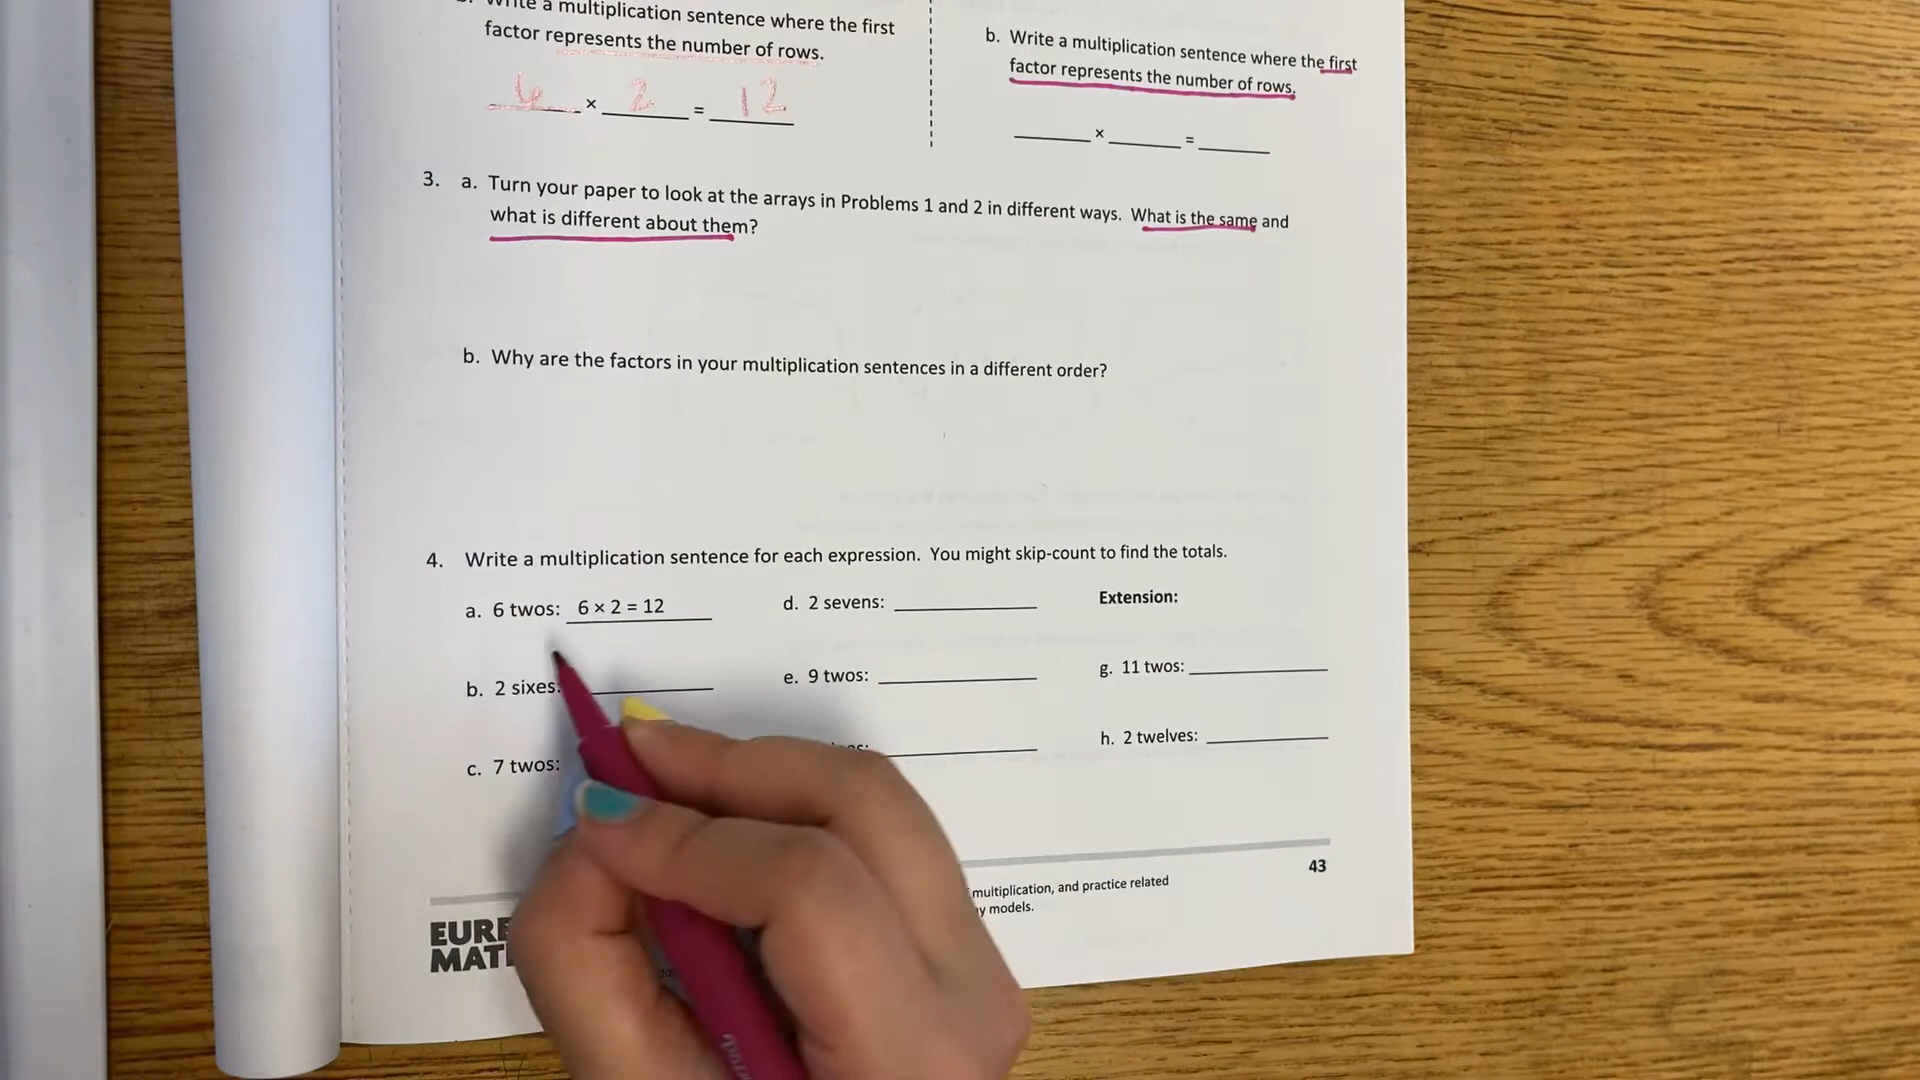 Write a multiplication sentence where the first
factor represents the number of rows.
6 × 2 = 12
b. Write a multiplication sentence where the first
factor represents the number of rows.
× =
3. a. Turn your paper to look at the arrays in Problems 1 and 2 in different ways. What is the same and
what is different about them?
b. Why are the factors in your multiplication sentences in a different order?
4. Write a multiplication sentence for each expression. You might skip-count to find the totals.
a. 6 twos: 6 × 2 = 12
b. 2 sixes:
c. 7 twos:
d. 2 sevens:
e. 9 twos:
Extension:
g. 11 twos:
h. 2 twelves:
43
multiplication, and practice related
models.
EURE
MAT